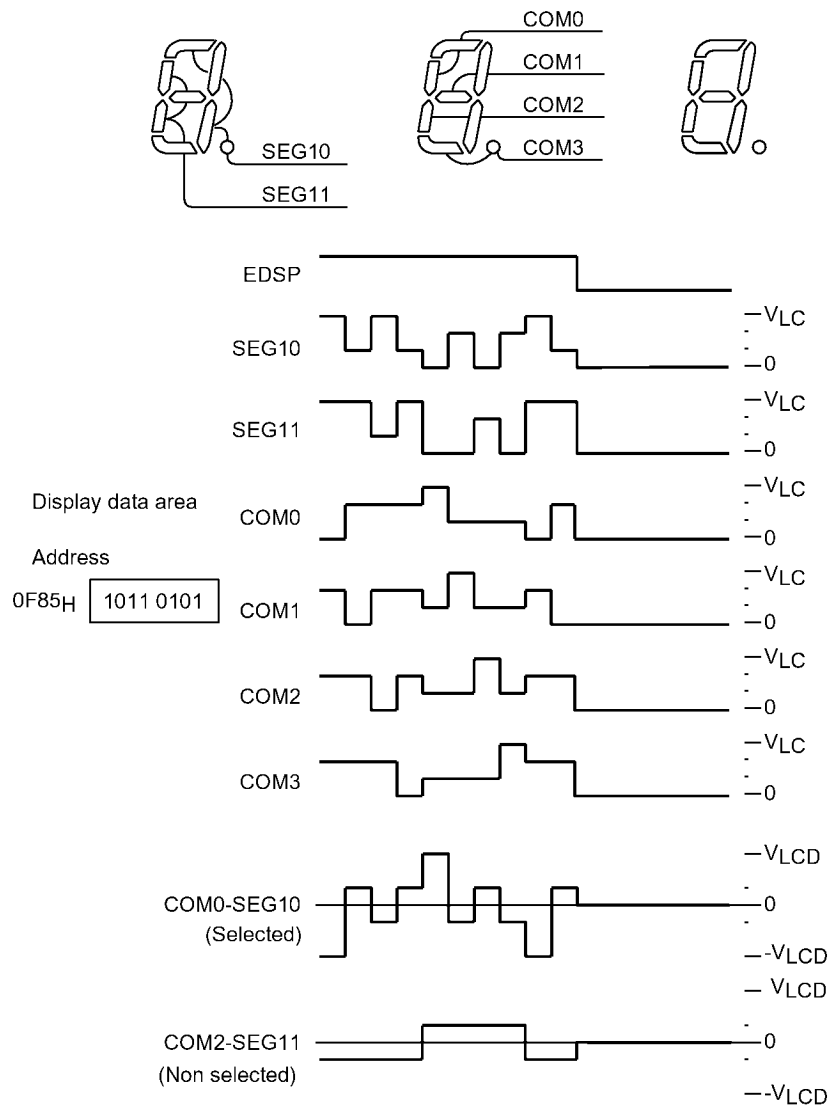 COM0
COM1
COM2
COM3
SEG10
SEG11
EDSP
VLC
0
SEG10
VLC
0
SEG11
VLC
0
Display data area
COM0
Address
0F85H
1011 0101
VLC
0
COM1
VLC
0
COM2
VLC
0
COM3
VLCD
COM0-SEG10
0
(Selected)
-VLCD
VLCD
COM2-SEG11
0
(Non selected)
-VLCD